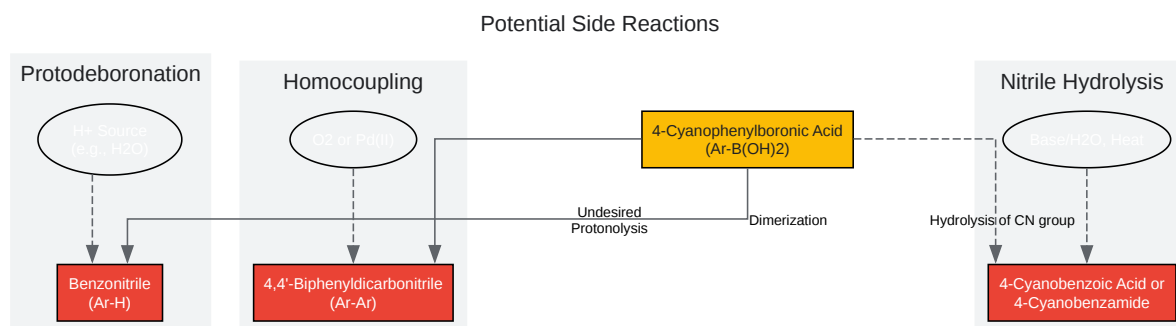 Potential Side Reactions
Protodeboronation
H+ Source
(e.g., H2O)
Homocoupling
O2 or Pd(II)
4-Cyanophenylboronic Acid
(Ar-B(OH)2)
Nitrile Hydrolysis
Base/H2O, Heat
Undesired
Protonolysis
Dimerization
Hydrolysis of CN group
Benzonitrile
(Ar-H)
4,4'-Biphenyldicarbonitrile
(Ar-Ar)
4-Cyanobenzoic Acid or
4-Cyanobenzamide